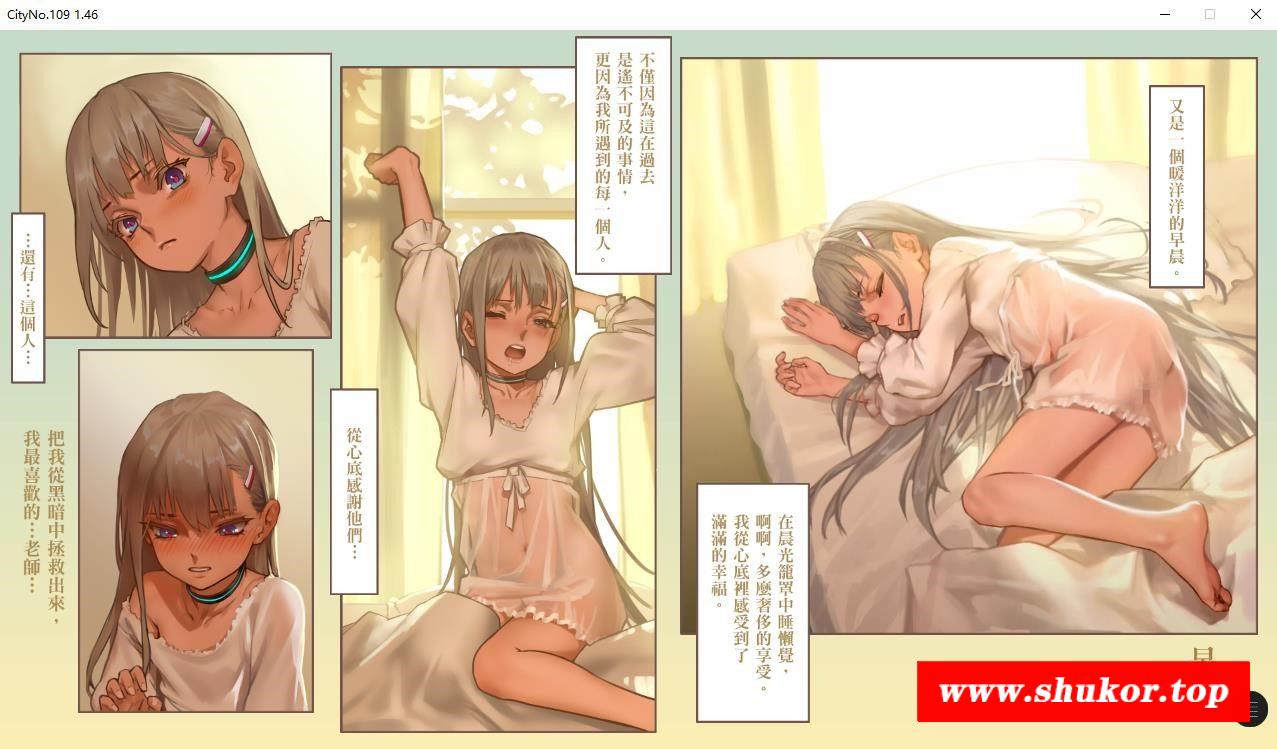 CityNo.109 1.46
又是一個暖洋洋的早晨。
在晨光籠罩中睡懶覺，
啊啊，多麼奢侈的享受。
我從心底裡感受到了
滿滿的幸福。
不僅因為這在過去
是遙不可及的事情，
更因為我所遇到的每一個人。
從心底感謝他們…
…還有…這個人…
把我從黑暗中拯救出來，
我最喜歡的…老師…
www.shukor.top